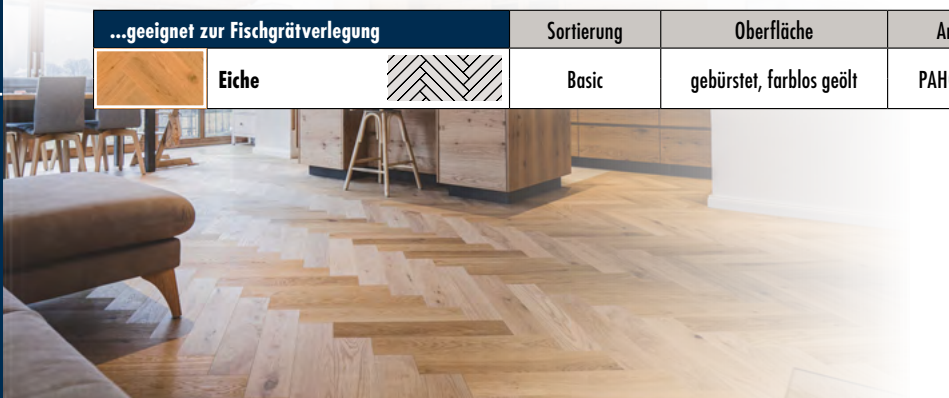 ...geeignet zur Fischgrätverlegung Sortierung Oberfläche
Eiche Basic gebürstet, farblos geölt PAH